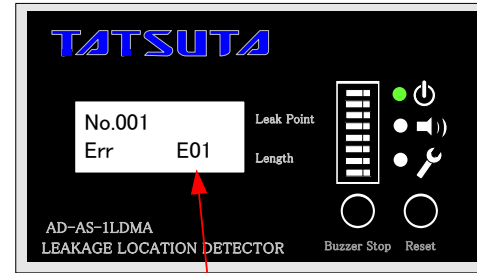 TATSUTA
No.001
Err E01
Leak Point
Length
AD-AS-1LDMA
LEAKAGE LOCATION DETECTOR
Buzzer Stop Reset